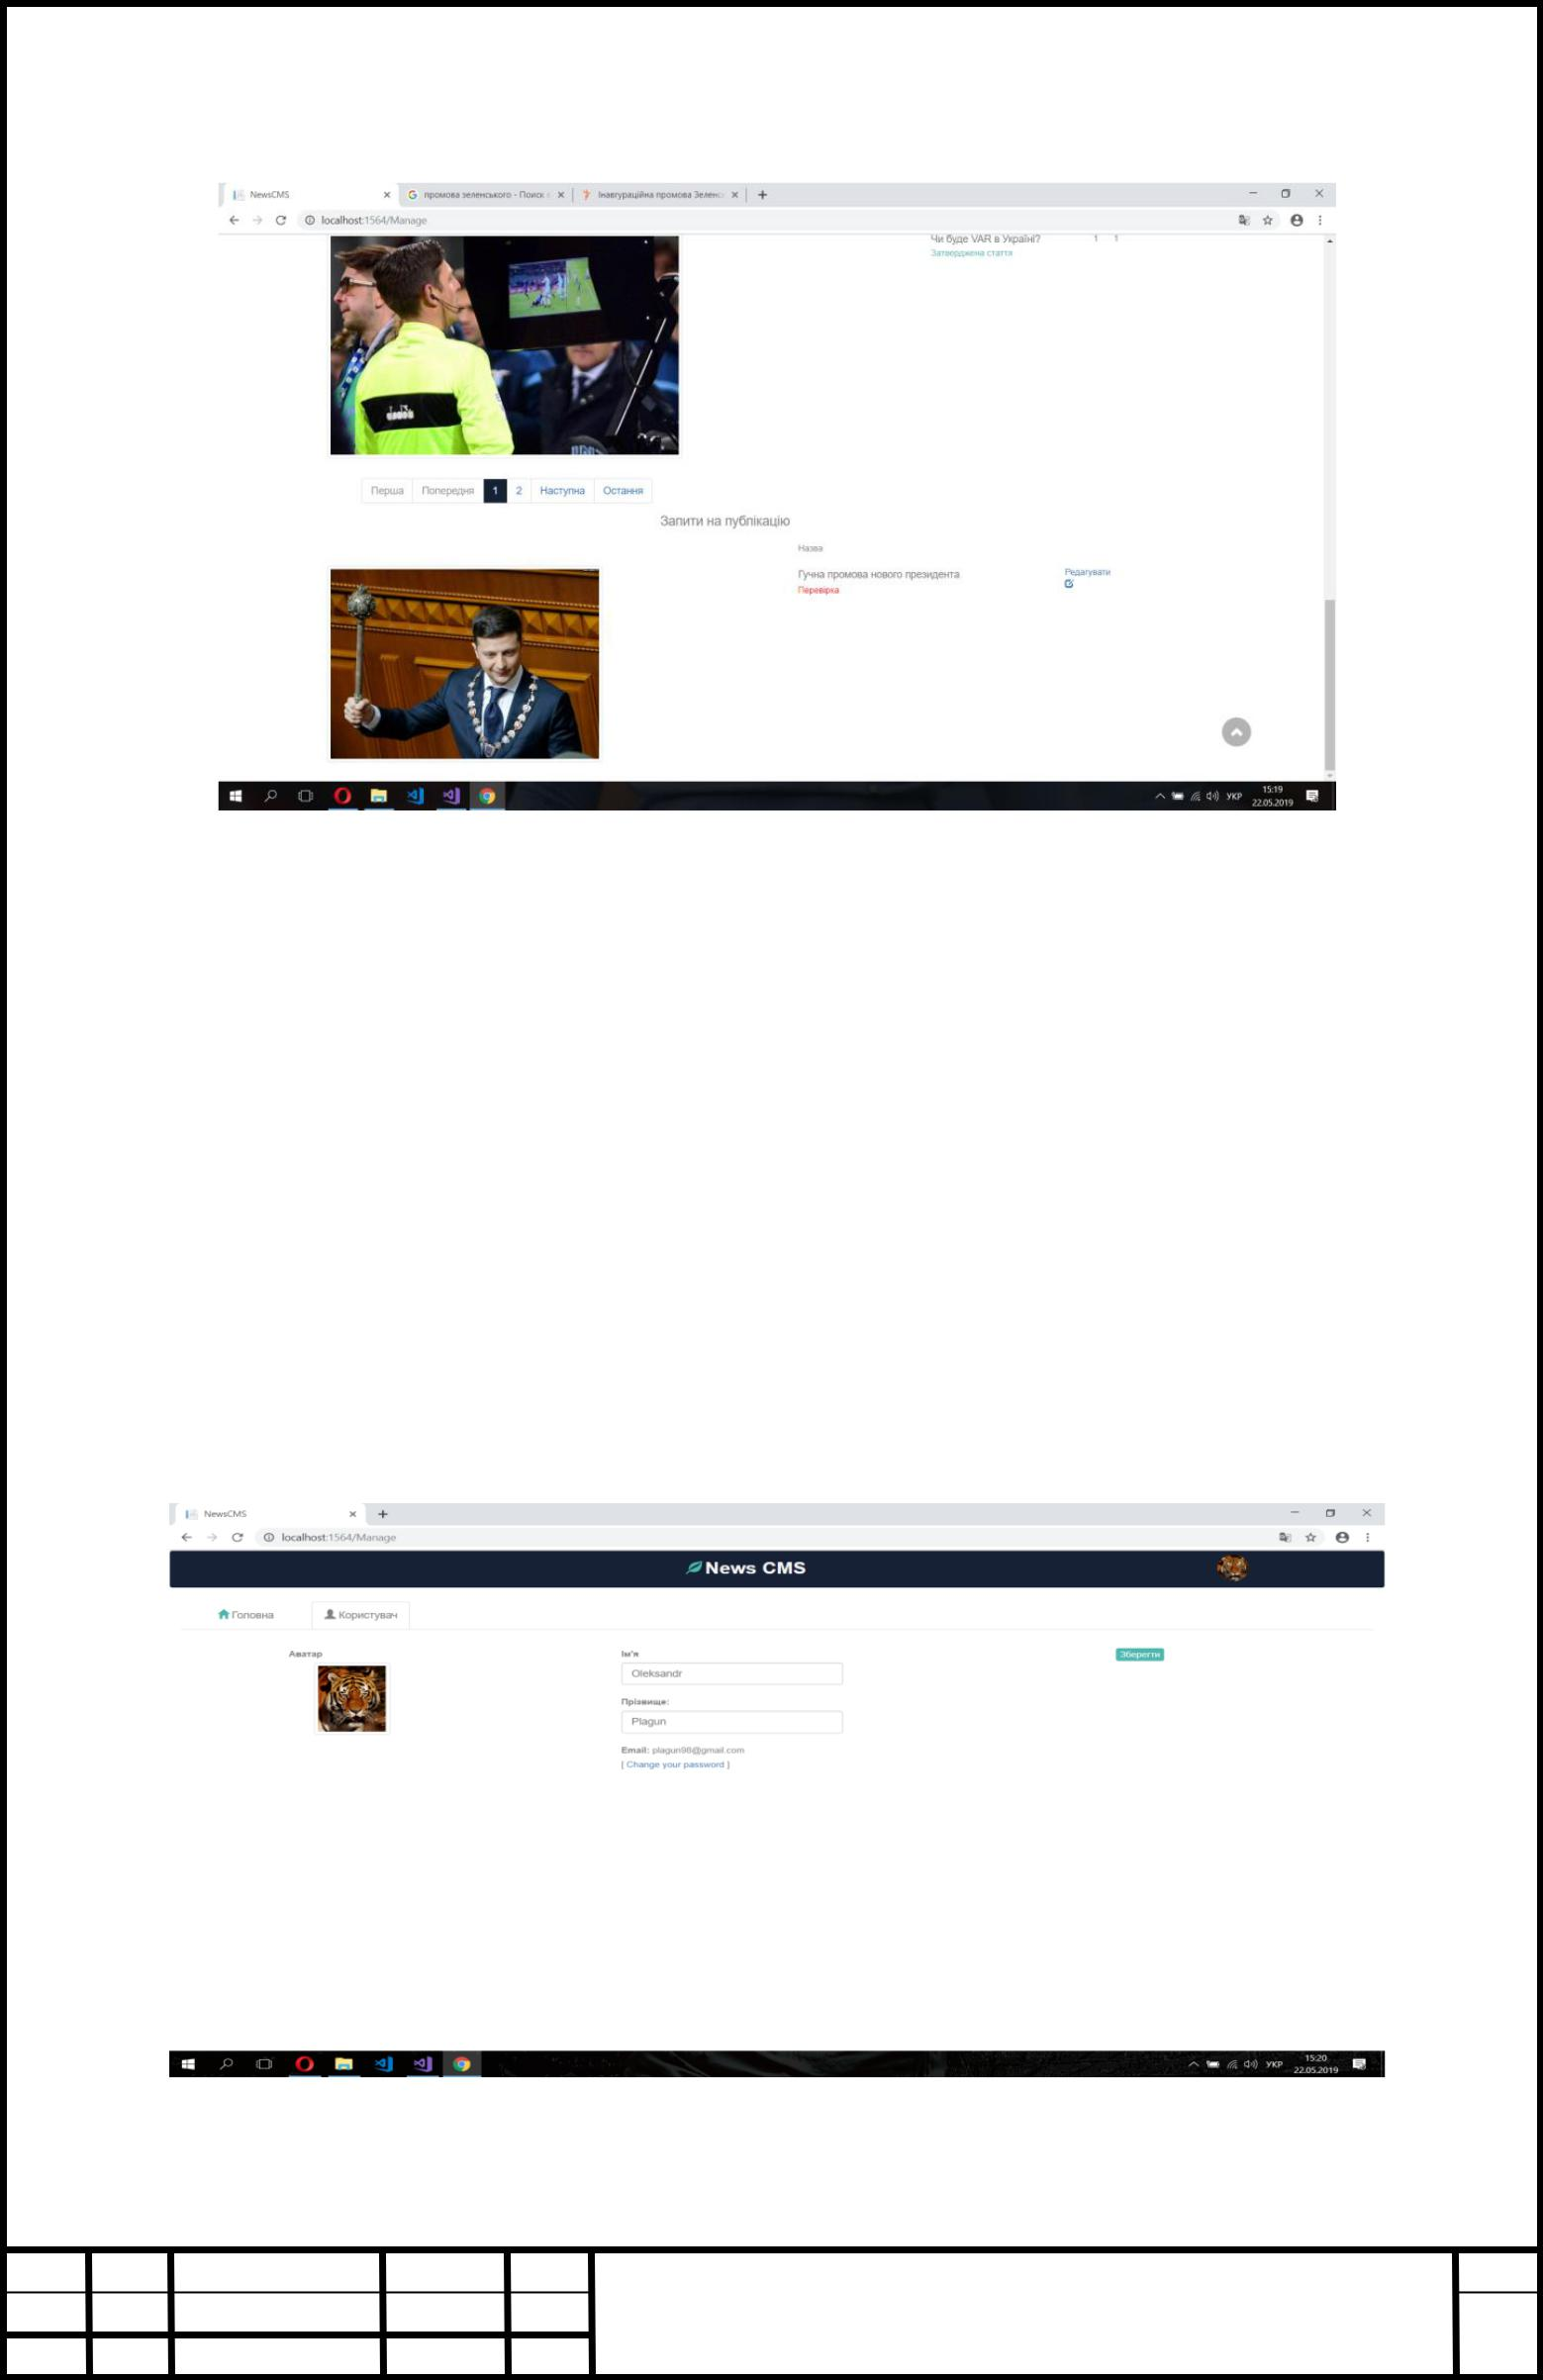 NewsCMS
промова зеленського - Поиск
Інавгураційна промова Зеленс
localhost:1564/Manage
Чи буде VAR в Україні? 1 1
Затверджена стаття
Перша Попередня 1 2 Наступна Остання
Запити на публікацію
Назва
Гучна промова нового президента Редагувати
Перевірка
УКР 15:19
22.05.2019
NewsCMS
localhost:1564/Manage
News CMS
Головна Користувач
Аватар Ім'я Зберегти
Oleksandr
Прізвище:
Plagun
Email: plagun98@gmail.com
[ Change your password ]
УКР 15:20
22.05.2019